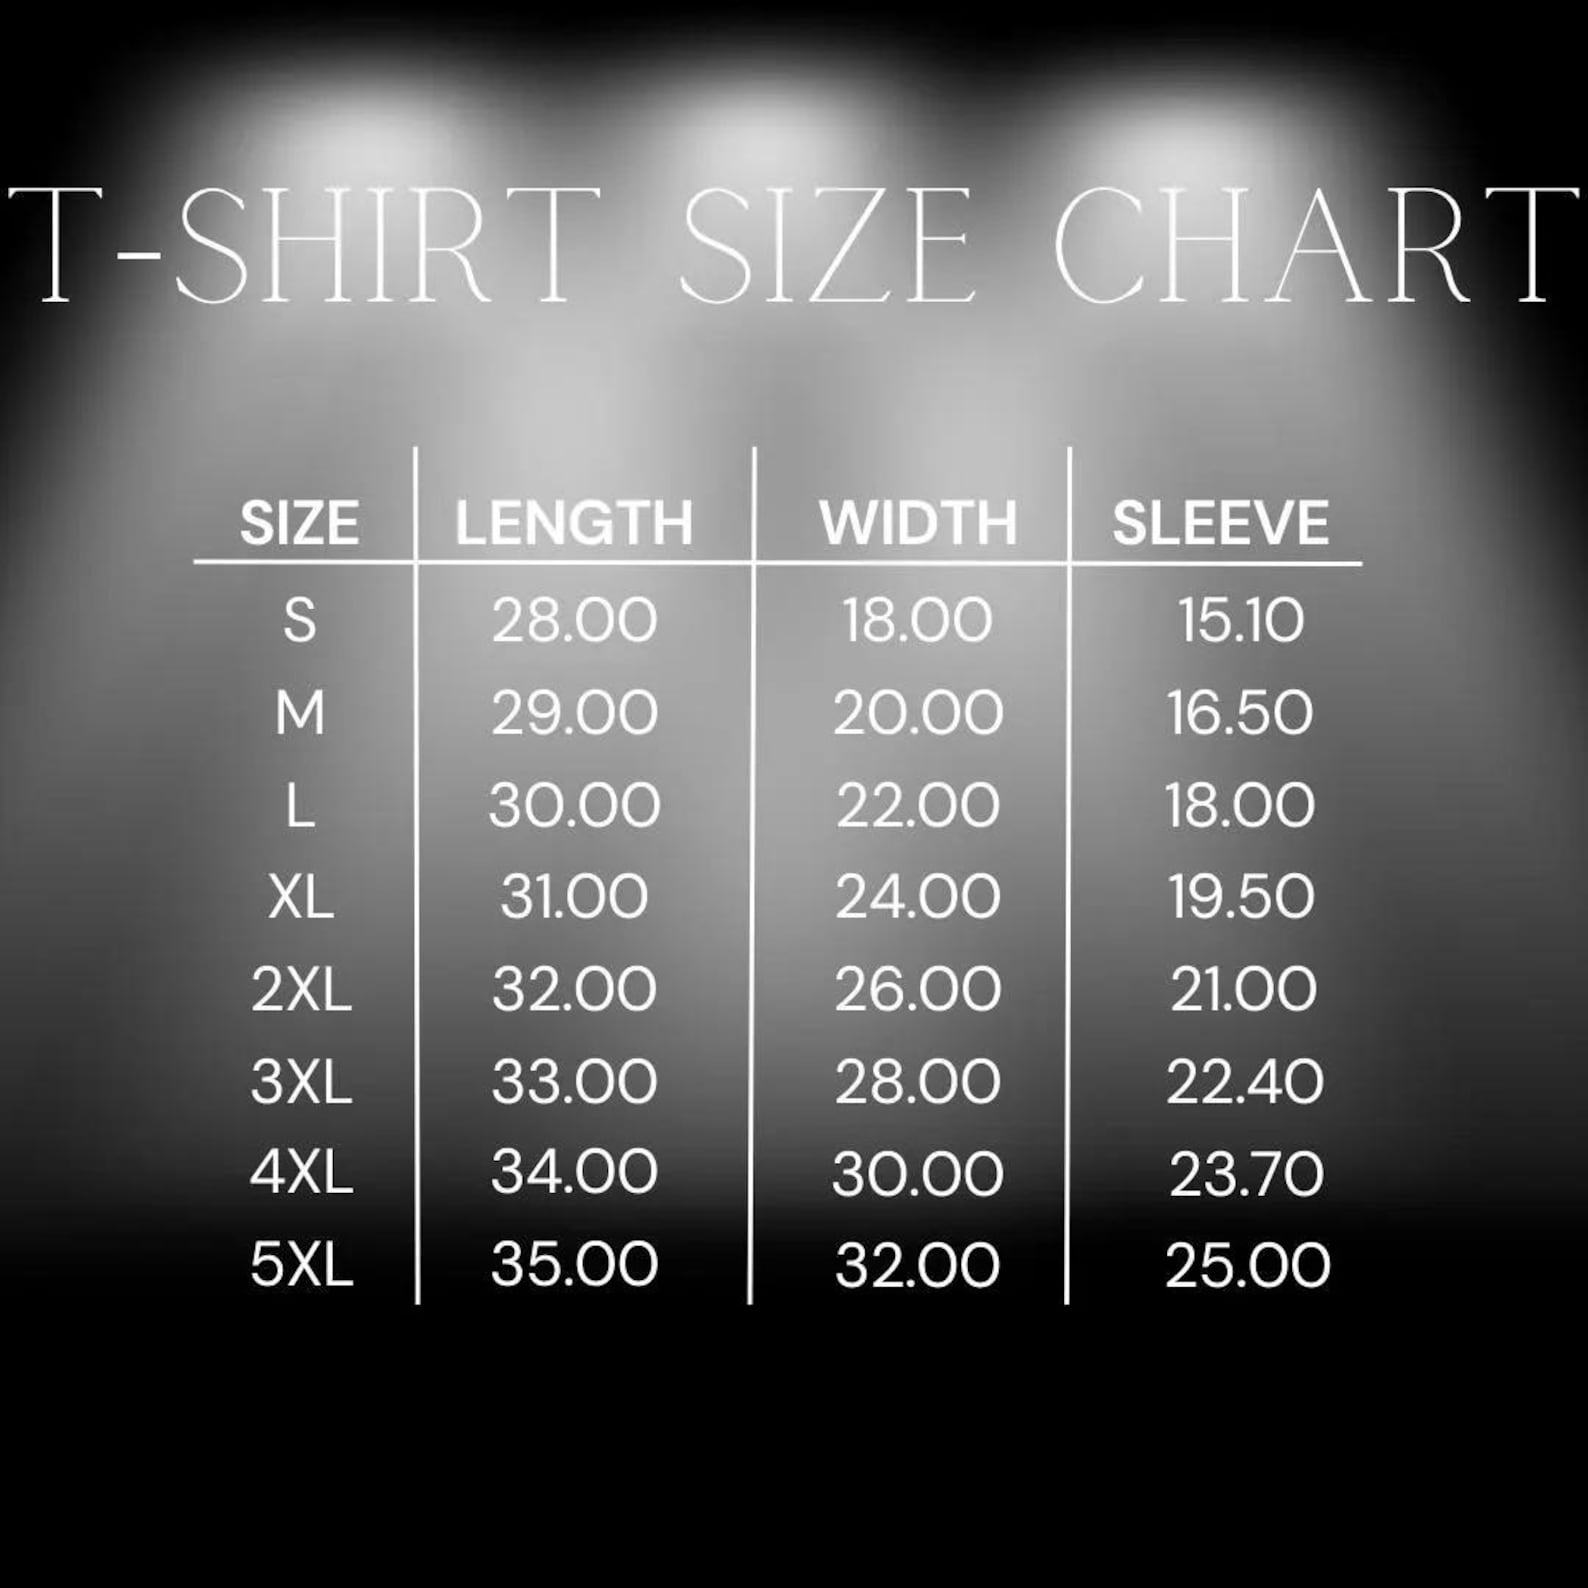 T-SHIRT SIZE CHART
SIZE LENGTH WIDTH SLEEVE
S 28.00 18.00 15.10
M 29.00 20.00 16.50
L 30.00 22.00 18.00
XL 31.00 24.00 19.50
2XL 32.00 26.00 21.00
3XL 33.00 28.00 22.40
4XL 34.00 30.00 23.70
5XL 35.00 32.00 25.00